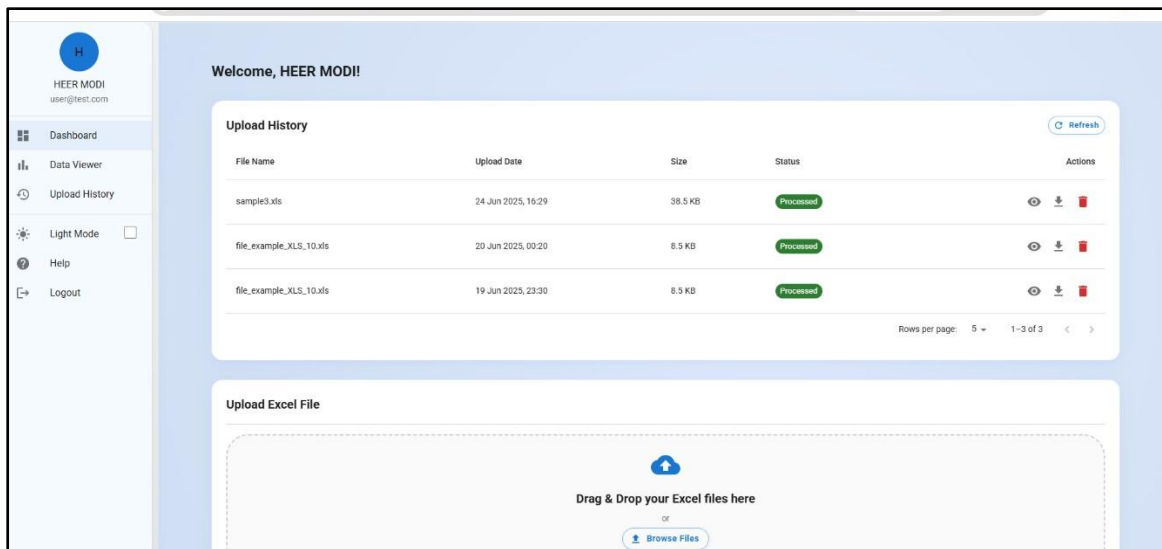 H
HEER MODI
user@test.com
Dashboard
Data Viewer
Upload History
Light Mode
Help
Logout
Welcome, HEER MODI!
Upload History
Refresh
File Name Upload Date Size Status Actions
sample3.xls 24 Jun 2025, 16:29 38.5 KB Processed
file_example_XLS_10.xls 20 Jun 2025, 00:20 8.5 KB Processed
file_example_XLS_10.xls 19 Jun 2025, 23:30 8.5 KB Processed
Rows per page: 5 1–3 of 3
Upload Excel File
Drag & Drop your Excel files here
or
Browse Files